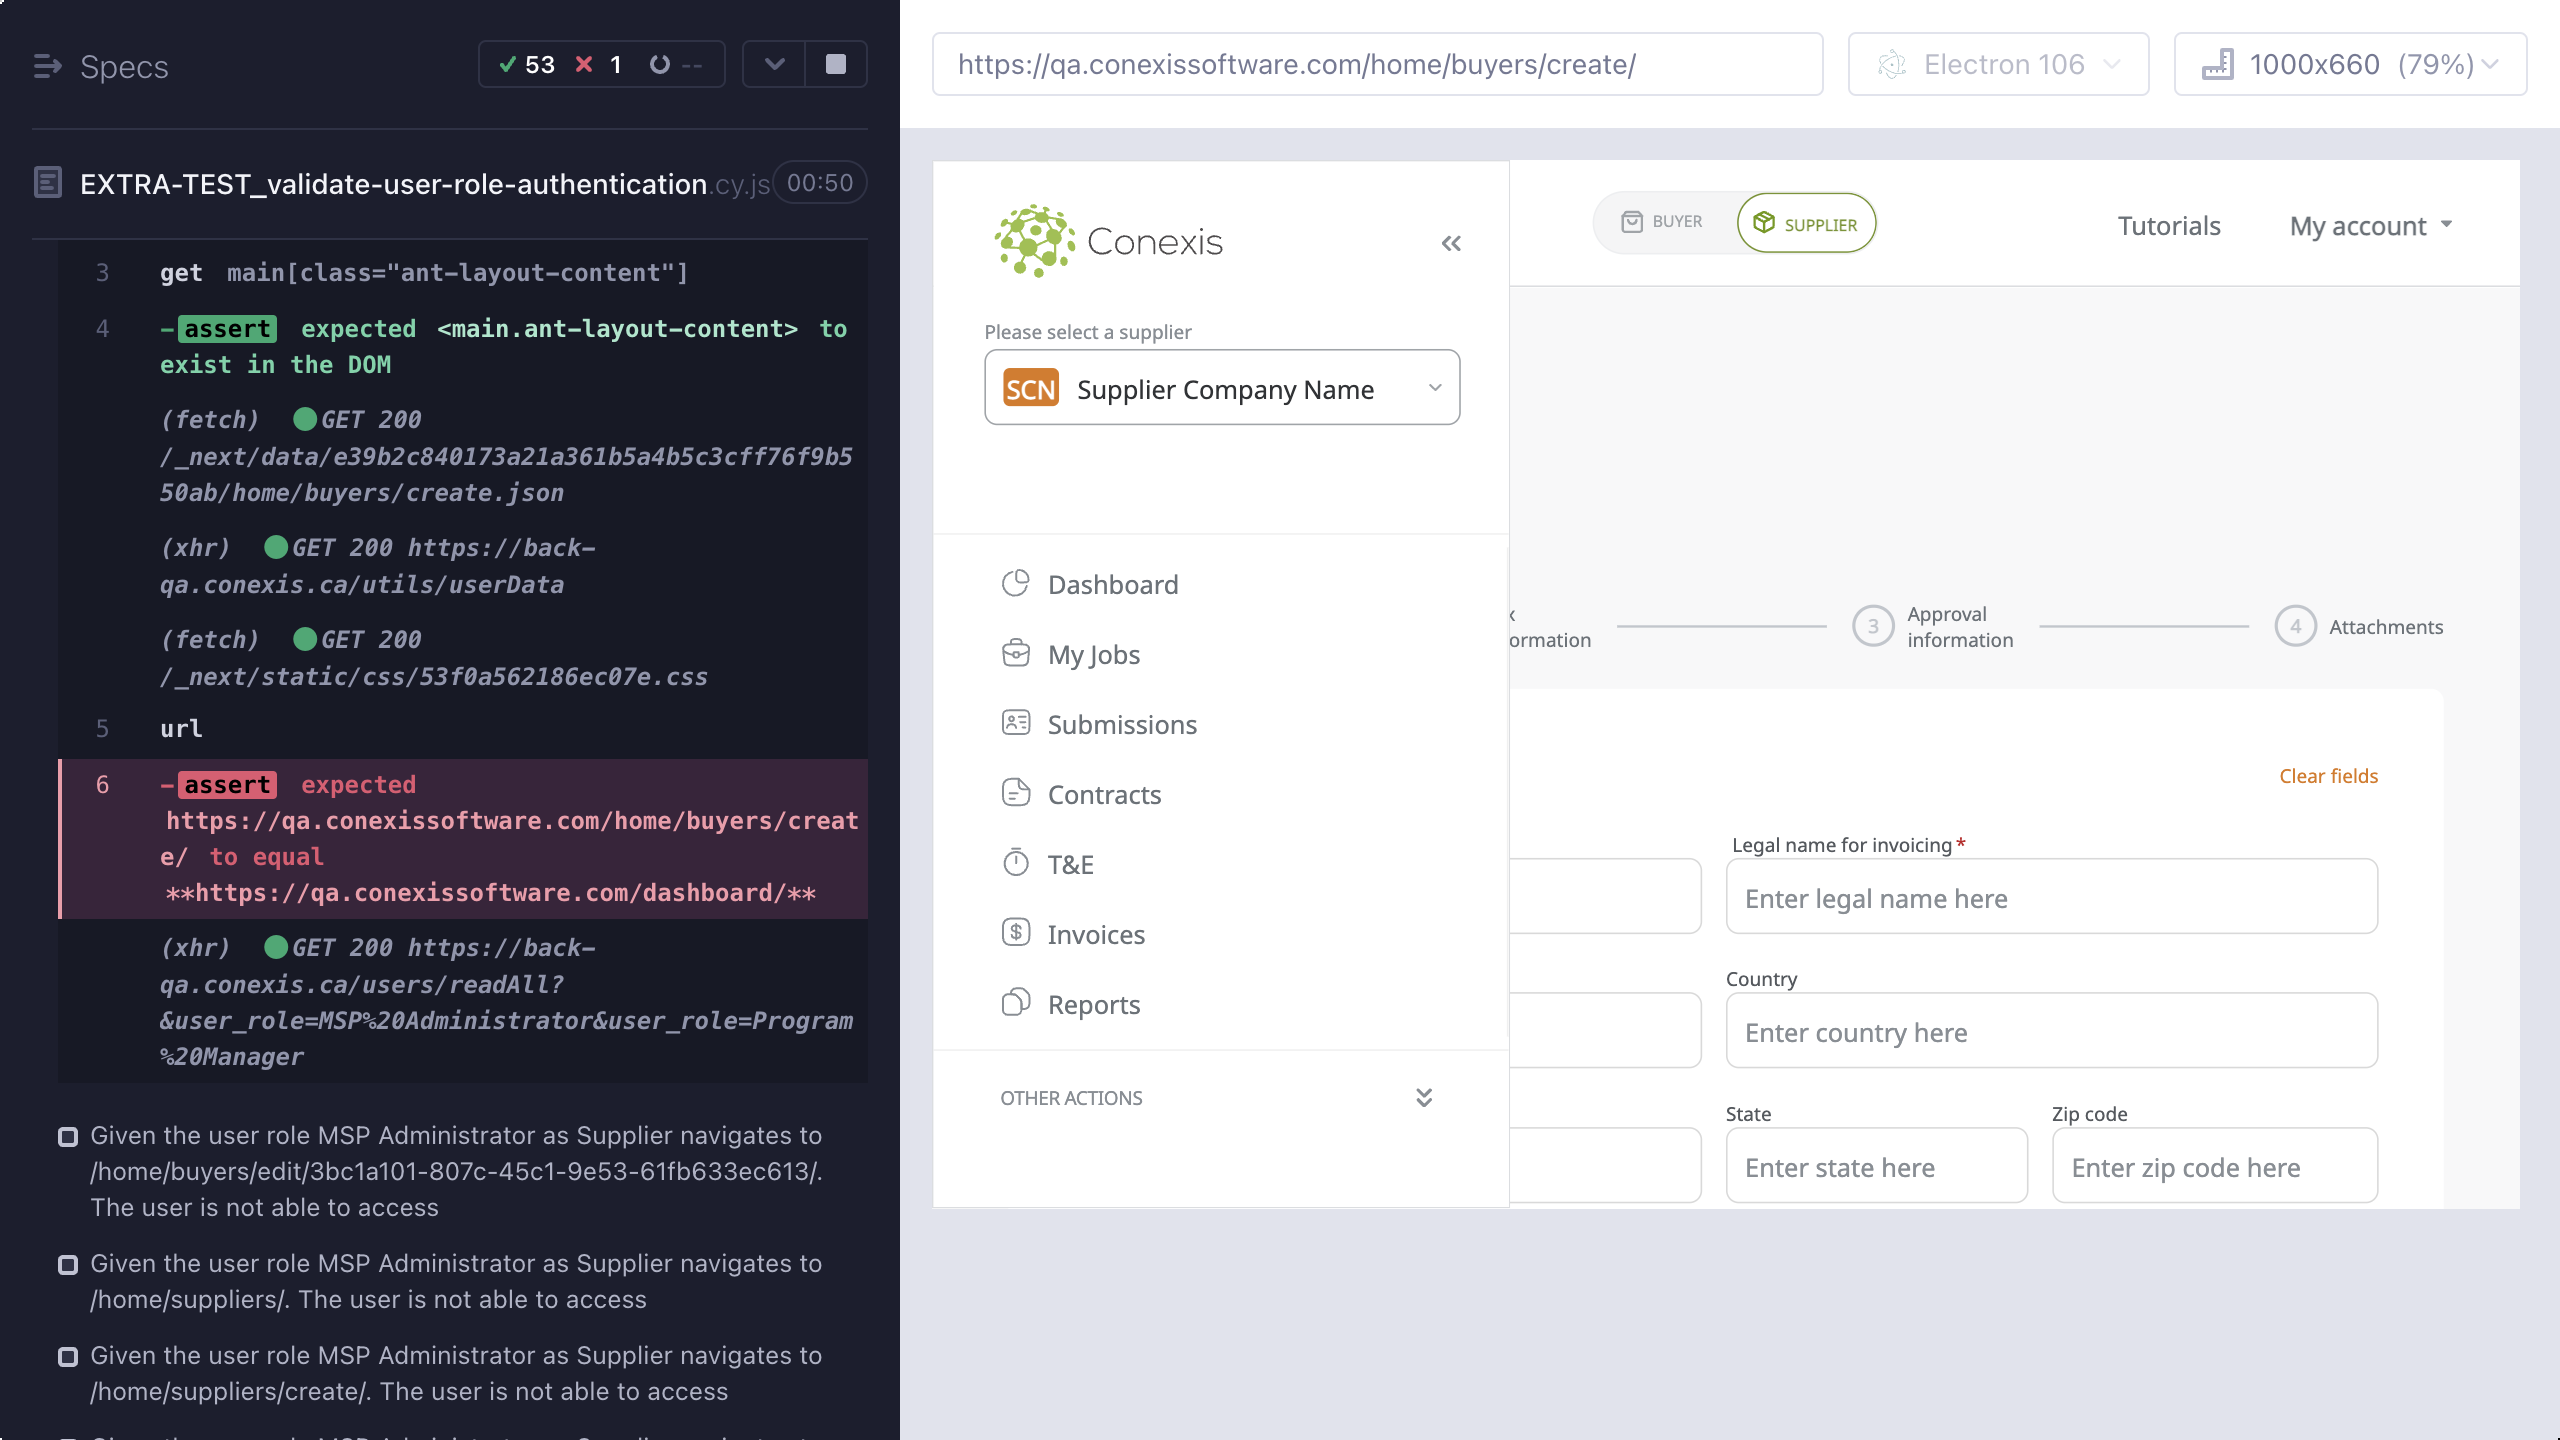 Specs
53
1
--
EXTRA-TEST_validate-user-role-authentication.cy.js
00:50
3 get main[class="ant-layout-content"]
4 -assert expected <main.ant-layout-content> to
exist in the DOM
(fetch) GET 200
/_next/data/e39b2c840173a21a361b5a4b5c3cff76f9b5
50ab/home/buyers/create.json
(xhr) GET 200 https://back-
qa.conexis.ca/utils/userData
(fetch) GET 200
/_next/static/css/53f0a562186ec07e.css
5 url
6 -assert expected
https://qa.conexissoftware.com/home/buyers/creat
e/ to equal
**https://qa.conexissoftware.com/dashboard/**
(xhr) GET 200 https://back-
qa.conexis.ca/users/readAll?
&user_role=MSP%20Administrator&user_role=Program
%20Manager
Given the user role MSP Administrator as Supplier navigates to
/home/buyers/edit/3bc1a101-807c-45c1-9e53-61fb633ec613/.
The user is not able to access
Given the user role MSP Administrator as Supplier navigates to
/home/suppliers/. The user is not able to access
Given the user role MSP Administrator as Supplier navigates to
/home/suppliers/create/. The user is not able to access
https://qa.conexissoftware.com/home/buyers/create/
Electron 106
1000x660 (79%)
Conexis
Please select a supplier
SCN Supplier Company Name
Dashboard
My Jobs
Submissions
Contracts
T&E
Invoices
Reports
OTHER ACTIONS
BUYER
SUPPLIER
Tutorials
My account
ormation
3 Approval
information
4 Attachments
Clear fields
Legal name for invoicing*
Enter legal name here
Country
Enter country here
State
Enter state here
Zip code
Enter zip code here